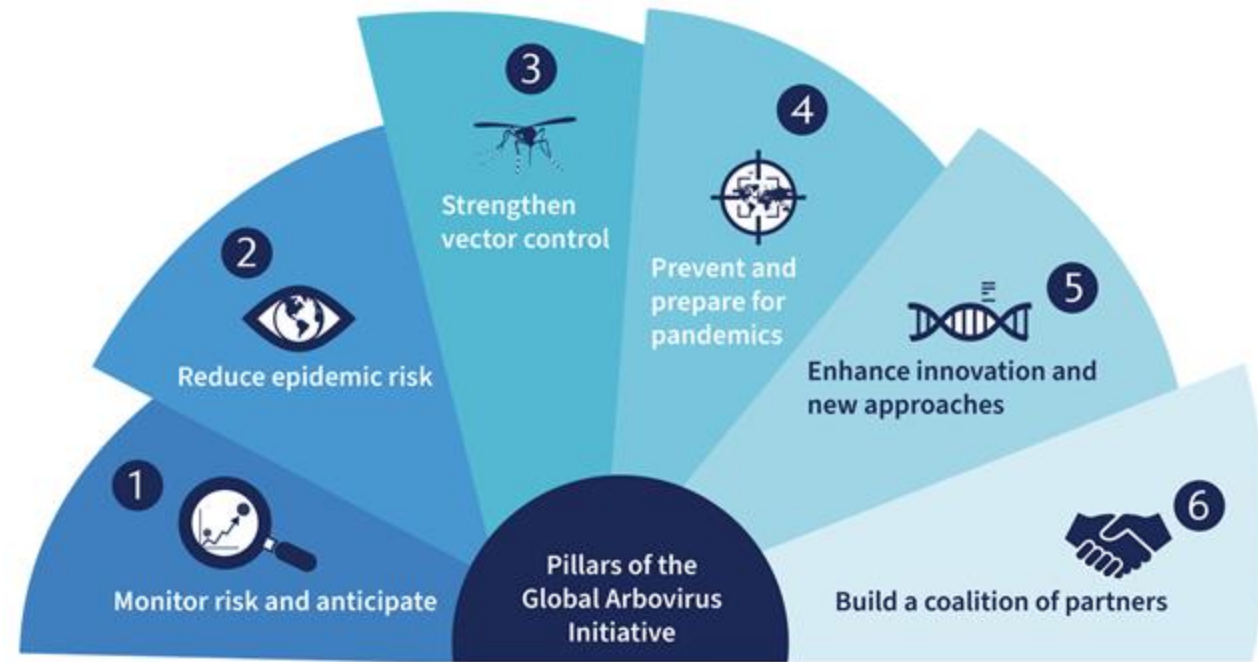 1
Monitor risk and anticipate
2
Reduce epidemic risk
3
Strengthen
vector control
4
Prevent and
prepare for
pandemics
5
Enhance innovation and
new approaches
6
Build a coalition of partners
Pillars of the
Global Arbovirus
Initiative